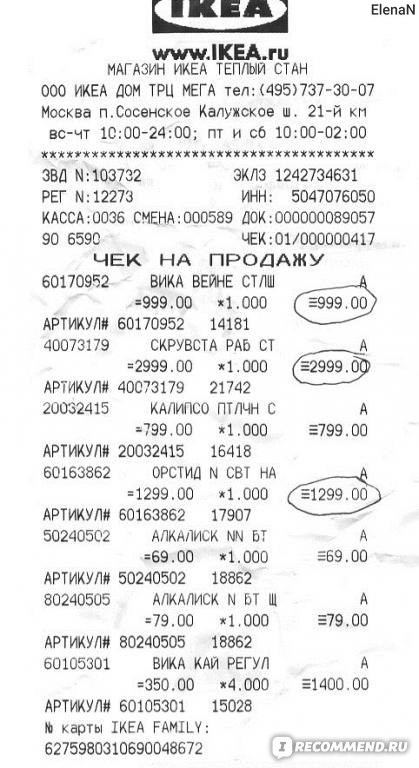 ElenaN
IKEA
www.IKEA.ru
МАГАЗИН ИКЕА ТЕПЛЫЙ СТАН
ООО ИКЕА ДОМ ТРЦ МЕГА тел:(495)737-30-07
Москва п.Сосенское Калужское ш. 21-й км
вс-чт 10:00-24:00; пт и сб 10:00-02:00
****************************************
ЗВД N:103732 ЭКЛЗ 1242734631
РЕГ N:12273 ИНН: 5047076050
КАССА:0036 СМЕНА:000589 ДОК:000000089057
90 6590 ЧЕК:01/000000417
ЧЕК НА ПРОДАЖУ
60170952 ВИКА ВЕЙНЕ СТЛШ А
=999.00 *1.000 ≡999.00
АРТИКУЛ# 60170952 14181
40073179 СКРУВСТА РАБ СТ А
=2999.00 *1.000 ≡2999.00
АРТИКУЛ# 40073179 21742
20032415 КАЛИПСО ПТЛЧН С А
=799.00 *1.000 ≡799.00
АРТИКУЛ# 20032415 16418
60163862 ОРСТИД N СВТ НА А
=1299.00 *1.000 ≡1299.00
АРТИКУЛ# 60163862 17907
50240502 АЛКАЛИСК NN БТ А
=69.00 *1.000 ≡69.00
АРТИКУЛ# 50240502 18862
80240505 АЛКАЛИСК N БТ Щ А
=79.00 *1.000 ≡79.00
АРТИКУЛ# 80240505 18862
60105301 ВИКА КАЙ РЕГУЛ А
=350.00 *4.000 ≡1400.00
АРТИКУЛ# 60105301 15028
№ карты IKEA FAMILY:
6275980310690048672
I RECOMMEND.RU